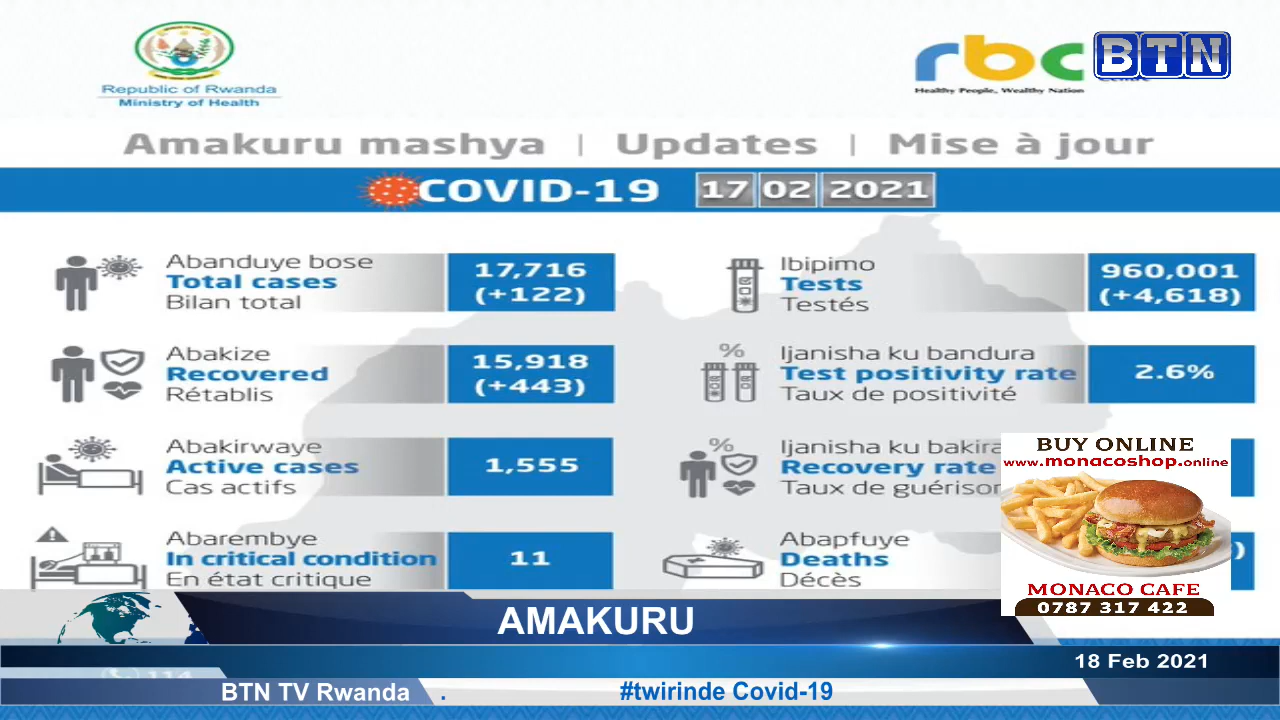 Republic of Rwanda
Ministry of Health
rbc
Healthy People, Wealthy Nation
BTN
Amakuru mashya | Updates | Mise à jour
COVID-19 17 02 2021
Abanduye bose
Total cases
Bilan total
17,716
(+122)
Ibipimo
Tests
Testés
960,001
(+4,618)
Abakize
Recovered
Rétablis
15,918
(+443)
%
Ijanisha ku bandura
Test positivity rate
Taux de positivité
2.6%
Abakirwaye
Active cases
Cas actifs
1,555
%
Ijanisha ku bakira
Recovery rate
Taux de guérison
Abarembye
In critical condition
En état critique
11
Abapfuye
Deaths
Décès
)
BUY ONLINE
www.monacoshop.online
MONACO CAFE
0787 317 422
AMAKURU
18 Feb 2021
114
BTN TV Rwanda .
#twirinde Covid-19